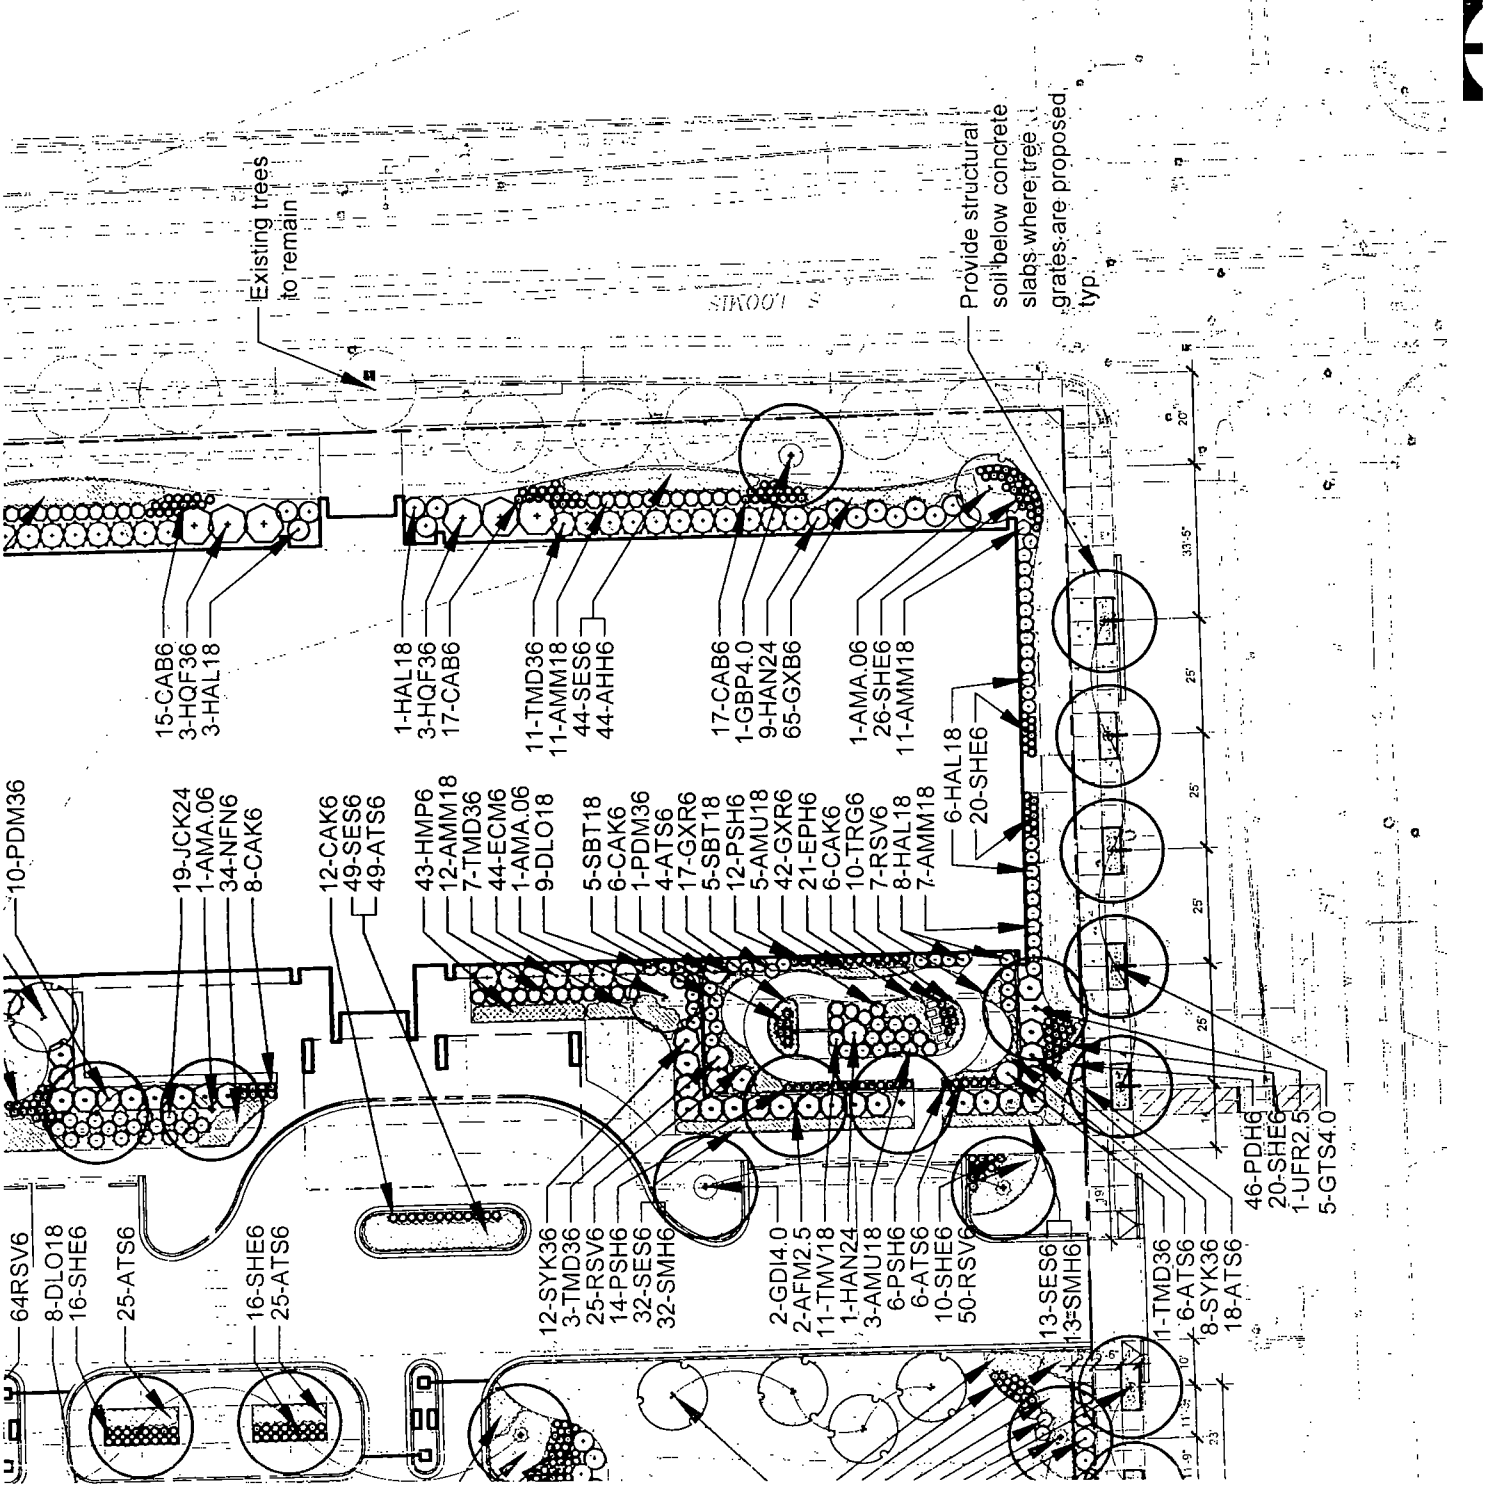 Existing trees
to remain
Provide structural
soil below concrete
slabs where tree
grates are proposed,
typ.
LOOMIS
15-CAB6
3-HQF36
3-HAL18
1-HAL18
3-HQF36
17-CAB6
11-TMD36
11-AMM18
44-SES6
44-AHH6
17-CAB6
1-GBP4.0
9-HAN24
65-GXB6
1-AMA.06
26-SHE6
11-AMM18
6-HAL18
20-SHE6
10-PDM36
19-JCK24
1-AMA.06
34-NFN6
8-CAK6
12-CAK6
49-SES6
49-ATS6
43-HMP6
12-AMM18
7-TMD36
44-ECM6
1-AMA.06
9-DLO18
5-SBT18
6-CAK6
1-PDM36
4-ATS6
17-GXR6
5-SBT18
12-PSH6
5-AMU18
42-GXR6
21-EPH6
6-CAK6
10-TRG6
7-RSV6
8-HAL18
7-AMM18
20'
33'-5"
25'
25'
25'
25'
46-PDH6
20-SHE6
1-UFR2.5
5-GTS4.0
64RSV6
8-DLO18
16-SHE6
25-ATS6
16-SHE6
25-ATS6
12-SYK36
3-TMD36
25-RSV6
14-PSH6
32-SES6
32-SMH6
2-GDI4.0
2-AFM2.5
11-TMV18
1-HAN24
3-AMU18
6-PSH6
6-ATS6
10-SHE6
50-RSV6
13-SES6
13-SMH6
11-TMD36
6-ATS6
8-SYK36
18-ATS6
19'
10'
23'
11'-9"